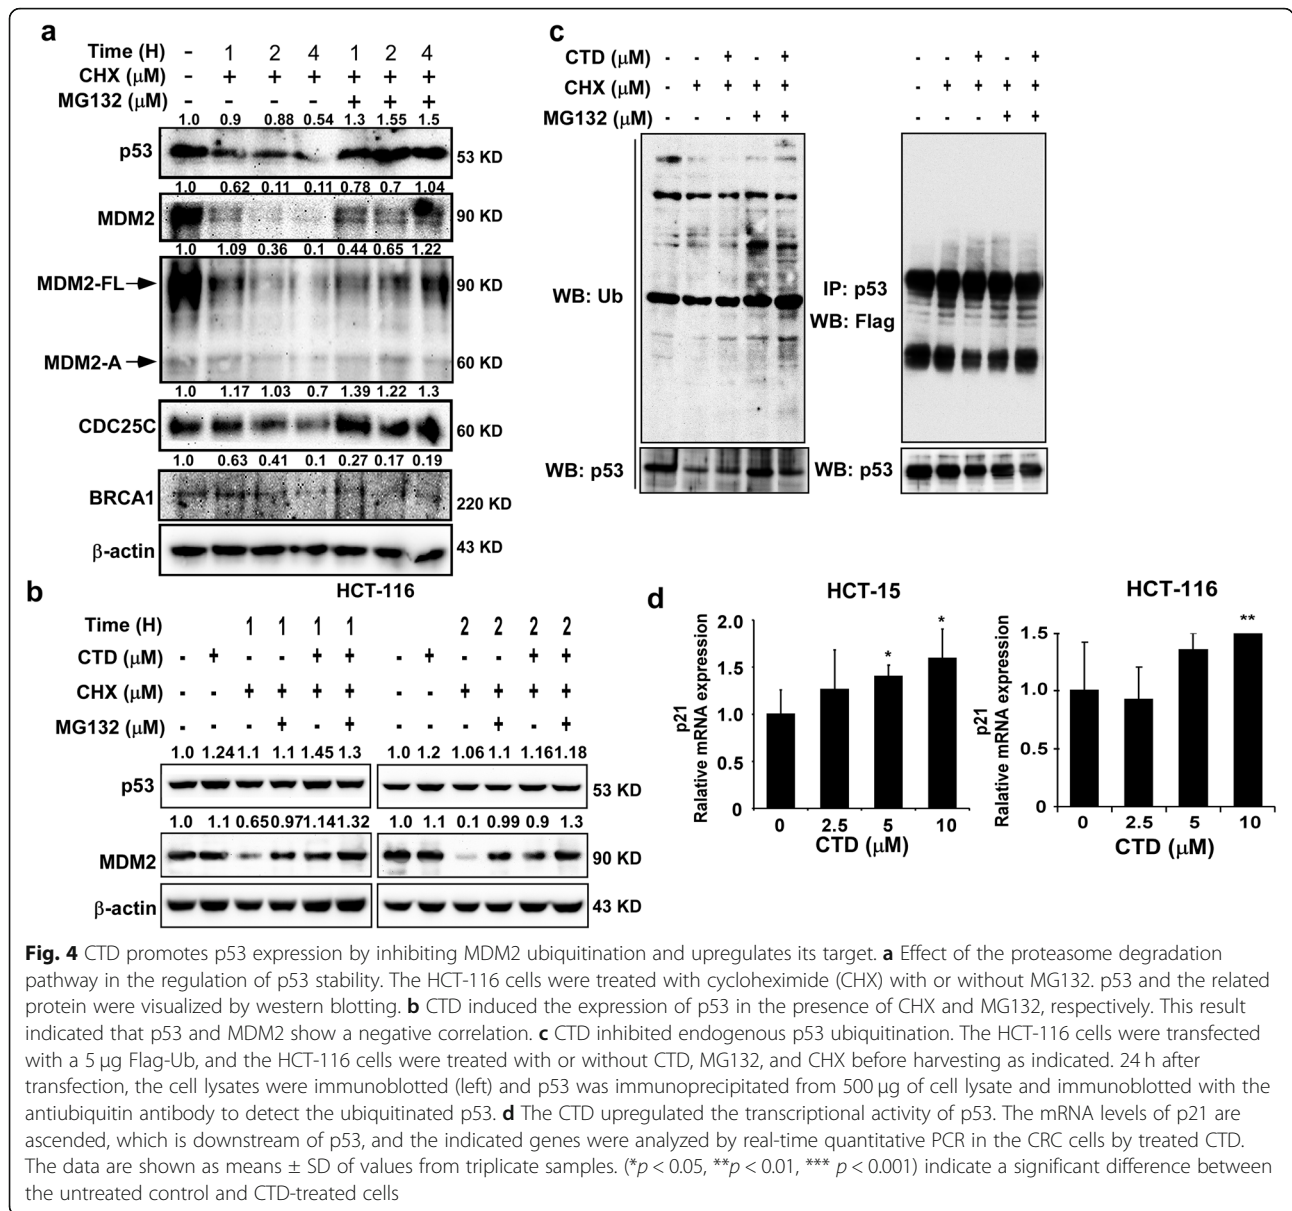 a
Time (H) - 1 2 4 1 2 4
CHX (μM) - + + + + + +
MG132 (μM) - - - - + + +
1.0 0.9 0.88 0.54 1.3 1.55 1.5
p53 53 KD
1.0 0.62 0.11 0.11 0.78 0.7 1.04
MDM2 90 KD
1.0 1.09 0.36 0.1 0.44 0.65 1.22
MDM2-FL 90 KD
MDM2-A 60 KD
1.0 1.17 1.03 0.7 1.39 1.22 1.3
CDC25C 60 KD
1.0 0.63 0.41 0.1 0.27 0.17 0.19
BRCA1 220 KD
β-actin 43 KD
HCT-116
b
Time (H) 1 1 1 1 2 2 2 2
CTD (μM) - + - - + + - + - - + +
CHX (μM) - - + + + + - - + + + +
MG132 (μM) - - - + - + - - - + - +
1.0 1.24 1.1 1.1 1.45 1.3 1.0 1.2 1.06 1.1 1.16 1.18
p53 53 KD
1.0 1.1 0.65 0.97 1.14 1.32 1.0 1.1 0.1 0.99 0.9 1.3
MDM2 90 KD
β-actin 43 KD
c
CTD (μM) - - + - + - - + - +
CHX (μM) - + + + + - + + + +
MG132 (μM) - - - + + - - - + +
WB: Ub
IP: p53
WB: Flag
WB: p53 WB: p53
d
HCT-15
p21
Ralative mRNA expression
2.0
1.5
1.0
0.5
0
* *
0 2.5 5 10
CTD (μM)
HCT-116
p21
Ralative mRNA expression
1.5
1.0
0.5
0
**
0 2.5 5 10
CTD (μM)
Fig. 4 CTD promotes p53 expression by inhibiting MDM2 ubiquitination and upregulates its target. a Effect of the proteasome degradation
pathway in the regulation of p53 stability. The HCT-116 cells were treated with cycloheximide (CHX) with or without MG132. p53 and the related
protein were visualized by western blotting. b CTD induced the expression of p53 in the presence of CHX and MG132, respectively. This result
indicated that p53 and MDM2 show a negative correlation. c CTD inhibited endogenous p53 ubiquitination. The HCT-116 cells were transfected
with a 5 μg Flag-Ub, and the HCT-116 cells were treated with or without CTD, MG132, and CHX before harvesting as indicated. 24 h after
transfection, the cell lysates were immunoblotted (left) and p53 was immunoprecipitated from 500 μg of cell lysate and immunoblotted with the
antiubiquitin antibody to detect the ubiquitinated p53. d The CTD upregulated the transcriptional activity of p53. The mRNA levels of p21 are
ascended, which is downstream of p53, and the indicated genes were analyzed by real-time quantitative PCR in the CRC cells by treated CTD.
The data are shown as means ± SD of values from triplicate samples. (*p < 0.05, **p < 0.01, *** p < 0.001) indicate a significant difference between
the untreated control and CTD-treated cells